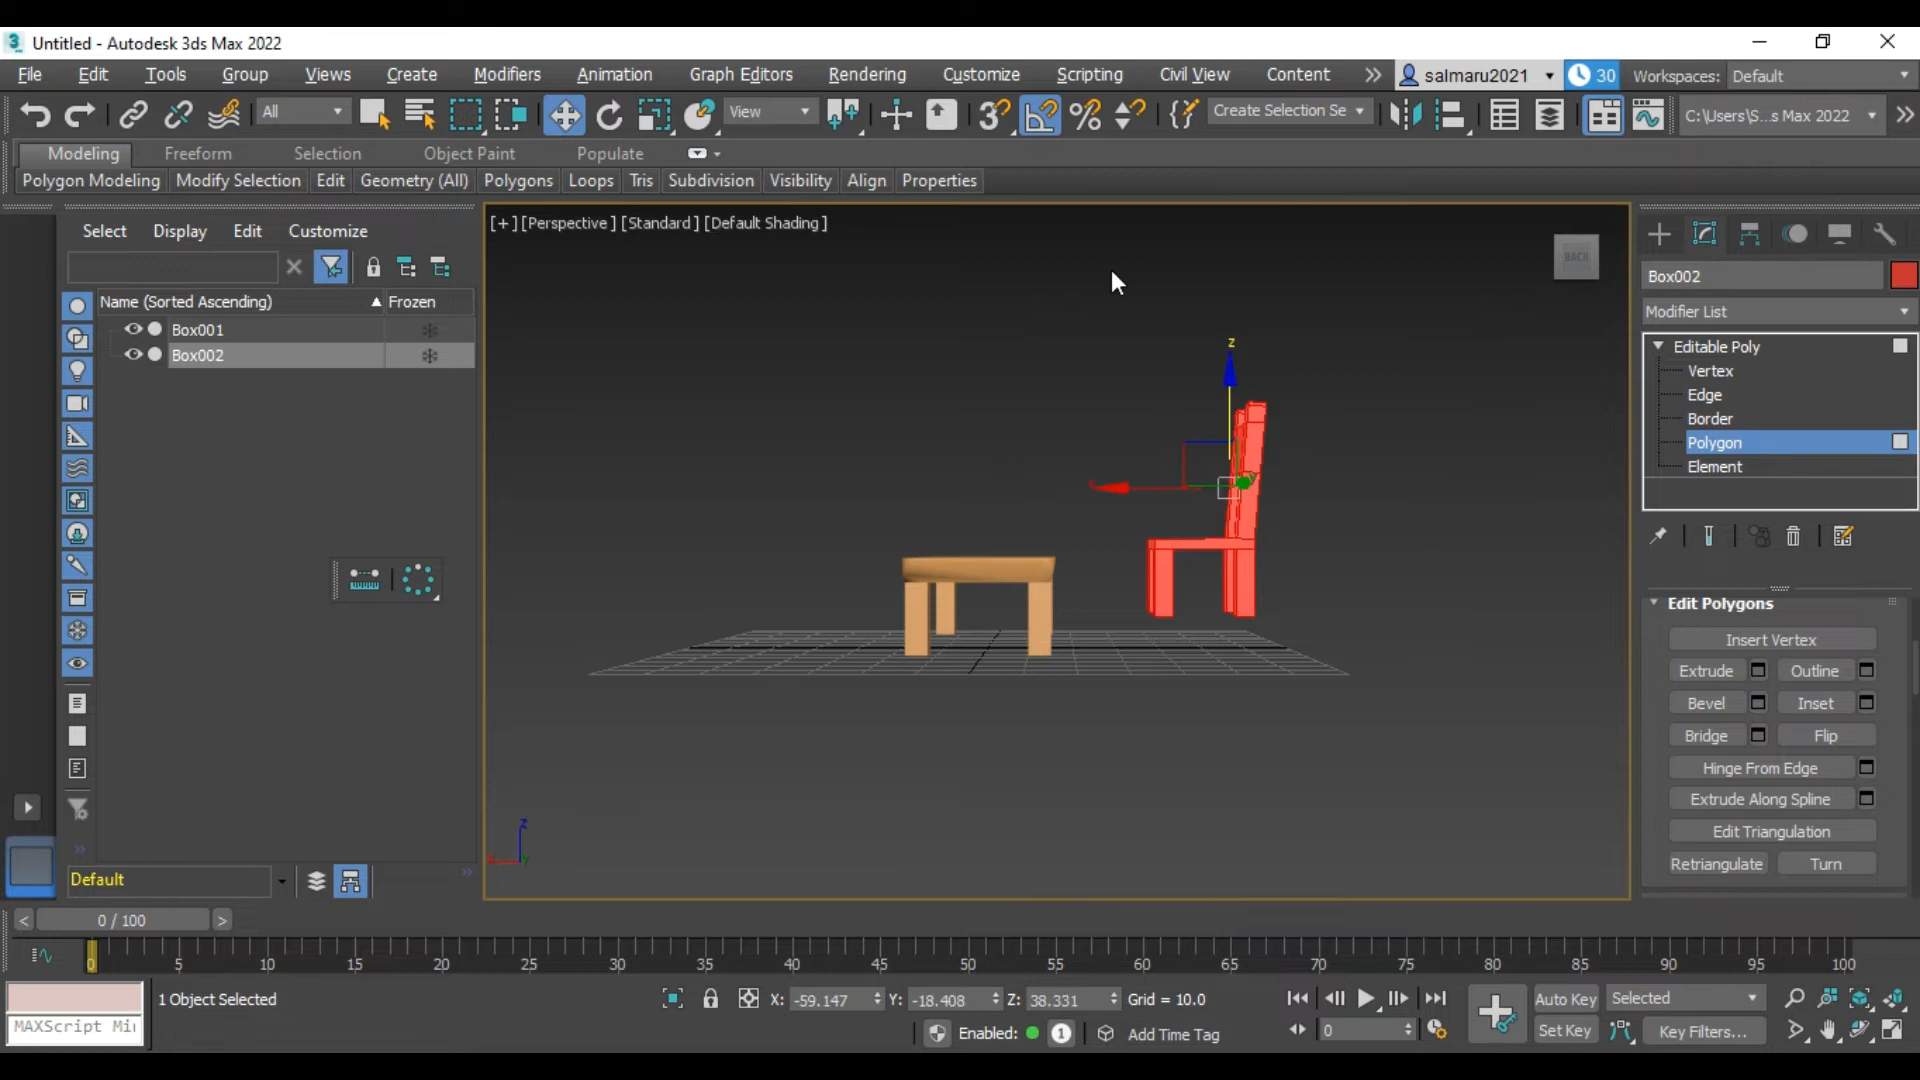 Untitled - Autodesk 3ds Max 2022
File Edit Tools Group Views Create Modifiers Animation Graph Editors Rendering Customize Scripting Civil View Content salmaru2021 30 Workspaces: Default
All View Create Selection Se C:\Users\S...s Max 2022
Modeling Freeform Selection Object Paint Populate
Polygon Modeling Modify Selection Edit Geometry (All) Polygons Loops Tris Subdivision Visibility Align Properties
Select Display Edit Customize
[+] [Perspective] [Standard] [Default Shading]
BACK
Box002
Modifier List
Name (Sorted Ascending) Frozen
Box001
Box002
Editable Poly
Vertex
Edge
Border
Polygon
Element
z
y
Edit Polygons
Insert Vertex
Extrude Outline
Bevel Inset
Bridge Flip
Hinge From Edge
Extrude Along Spline
Edit Triangulation
Retriangulate Turn
z
Default
< 0 / 100 >
0 5 10 15 20 25 30 35 40 45 50 55 60 65 70 75 80 85 90 95 100
1 Object Selected X: -59.147 Y: -18.408 Z: 38.331 Grid = 10.0 Auto Key Selected
MAXScript Mi Enabled: 1 Add Time Tag 0 Set Key Key Filters...